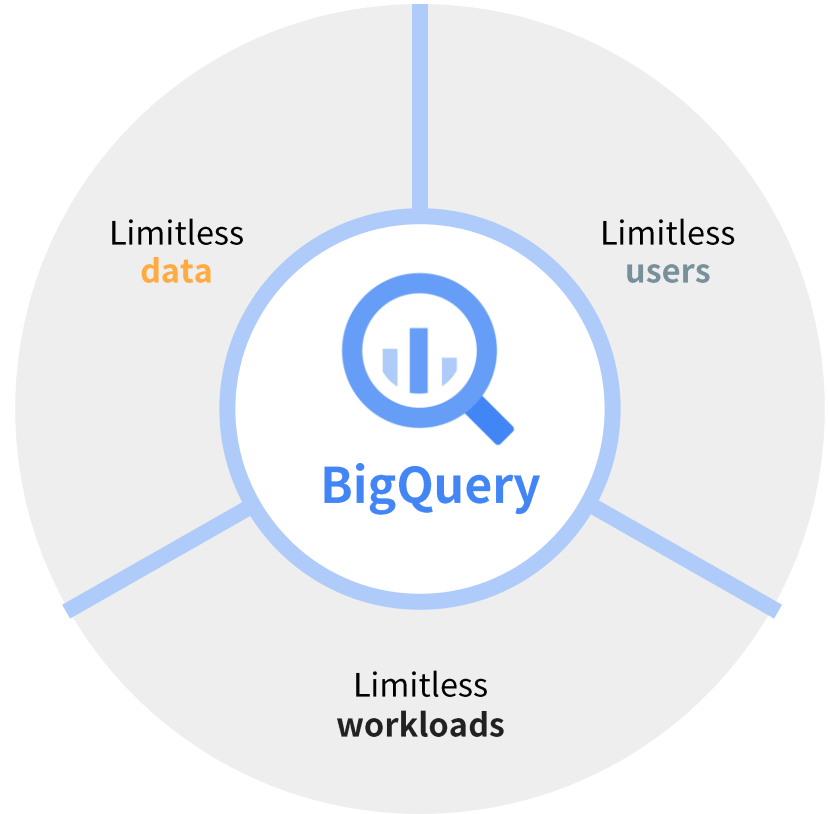 Limitless
data
Limitless
users
BigQuery
Limitless
workloads